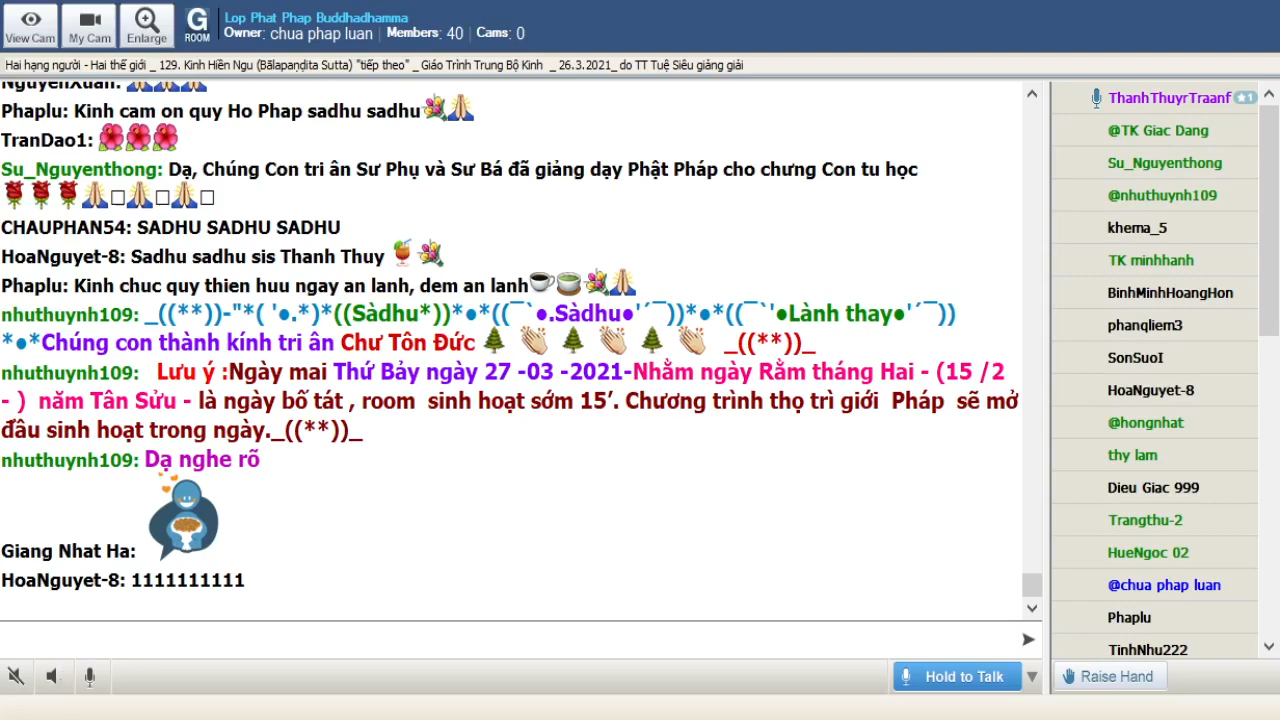 View Cam
My Cam
Enlarge
G ROOM
Lop Phat Phap Buddhadhamma
Owner: chua phap luan | Members: 40 | Cams: 0
Hai hạng người - Hai thế giới _ 129. Kinh Hiền Ngu (Bālapaṇḍita Sutta) "tiếp theo" _ Giáo Trình Trung Bộ Kinh _ 26.3.2021_ do TT Tuệ Siêu giảng giải
NguyenXuan:
Phaplu: Kinh cam on quy Ho Phap sadhu sadhu💐🙏
TranDao1: 🌺🌺🌺
Su_Nguyenthong: Dạ, Chúng Con tri ân Sư Phụ và Sư Bá đã giảng dạy Phật Pháp cho chưng Con tu học
🌹🌹🌹🙏□🙏□🙏□
CHAUPHAN54: SADHU SADHU SADHU
HoaNguyet-8: Sadhu sadhu sis Thanh Thuy 🍹💐
Phaplu: Kinh chuc quy thien huu ngay an lanh, dem an lanh☕🍵💐🙏
nhuthuynh109: _((**))-"*( '●.*)*((Sàdhu*))*●*((¯`●.Sàdhu●'´¯))*●*((¯`'●Lành thay●'´¯))
*●*Chúng con thành kính tri ân Chư Tôn Đức 🌲 👏 🌲 👏 🌲 👏 _((**))_
nhuthuynh109: Lưu ý :Ngày mai Thứ Bảy ngày 27 -03 -2021-Nhằm ngày Rằm tháng Hai - (15 /2
- ) năm Tân Sửu - là ngày bố tát , room sinh hoạt sớm 15’. Chương trình thọ trì giới Pháp sẽ mở
đầu sinh hoạt trong ngày._((**))_
nhuthuynh109: Dạ nghe rõ
Giang Nhat Ha:
HoaNguyet-8: 1111111111
Hold to Talk
ThanhThuyrTraanf ★1
@TK Giac Dang
Su_Nguyenthong
@nhuthuynh109
khema_5
TK minhhanh
BinhMinhHoangHon
phanqliem3
SonSuoI
HoaNguyet-8
@hongnhat
thy lam
Dieu Giac 999
Trangthu-2
HueNgoc 02
@chua phap luan
Phaplu
TinhNhu222
Raise Hand